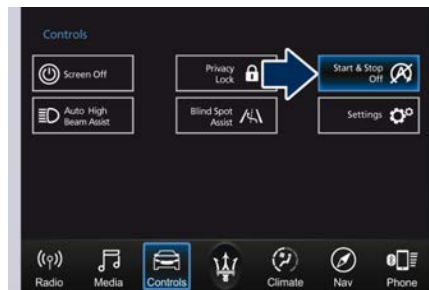 Controls
Screen Off
Privacy
Lock
Start & Stop
Off
Auto High
Beam Assist
Blind Spot
Assist
Settings
Radio
Media
Controls
Climate
Nav
Phone